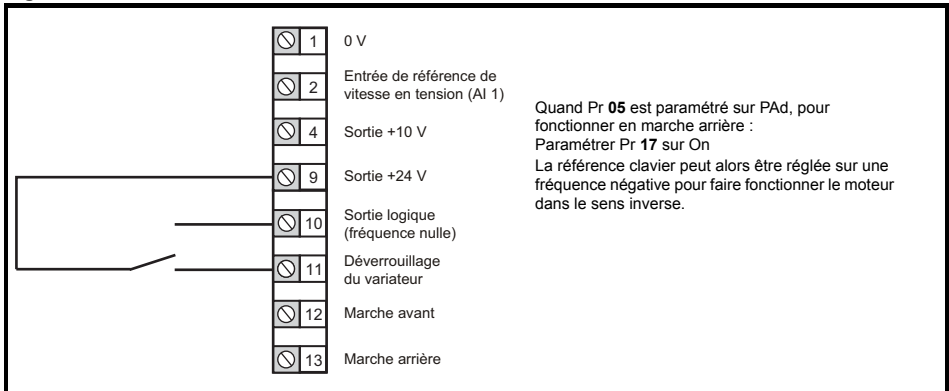 1 0 V
2 Entrée de référence de
vitesse en tension (AI 1)
4 Sortie +10 V
9 Sortie +24 V
10 Sortie logique
(fréquence nulle)
11 Déverrouillage
du variateur
12 Marche avant
13 Marche arrière
Quand Pr 05 est paramétré sur PAd, pour
fonctionner en marche arrière :
Paramétrer Pr 17 sur On
La référence clavier peut alors être réglée sur une
fréquence négative pour faire fonctionner le moteur
dans le sens inverse.